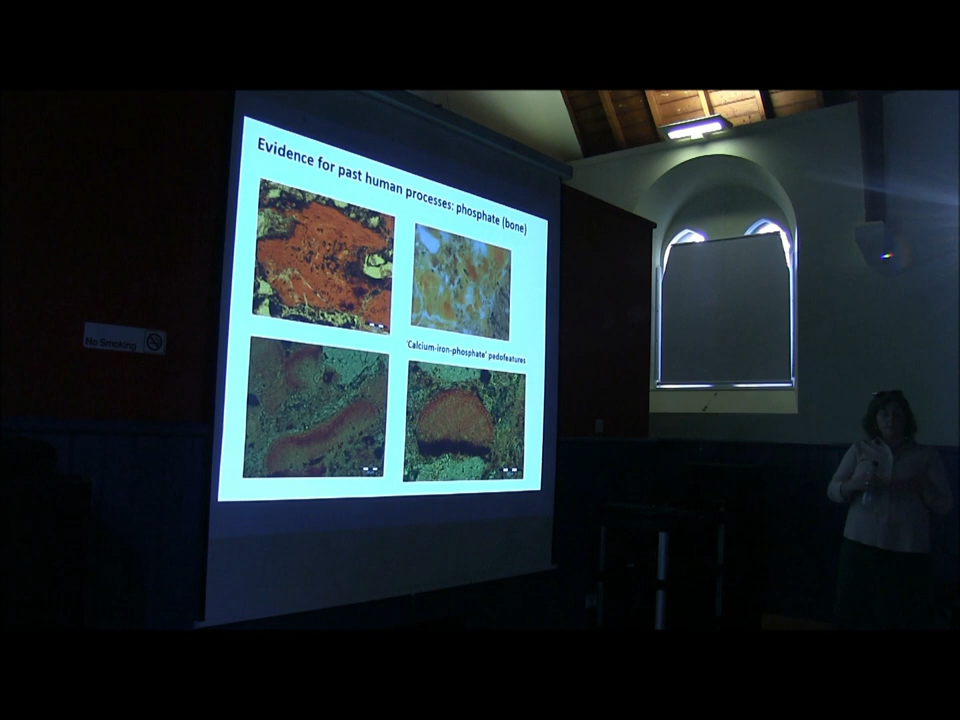 Evidence for past human processes: phosphate (bone)
'Calcium-iron-phosphate' pedofeatures
No Smoking